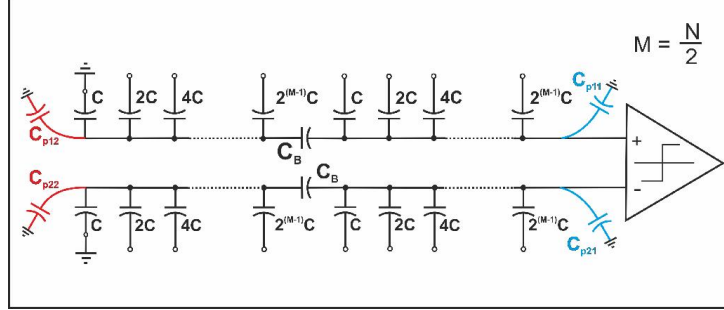 M = N/2
C_p11
C 2C 4C 2^(M-1)C C 2C 4C 2^(M-1)C
C_p12
C_B
+
C_p22
C_B
-
C 2C 4C 2^(M-1)C C 2C 4C 2^(M-1)C
C_p21